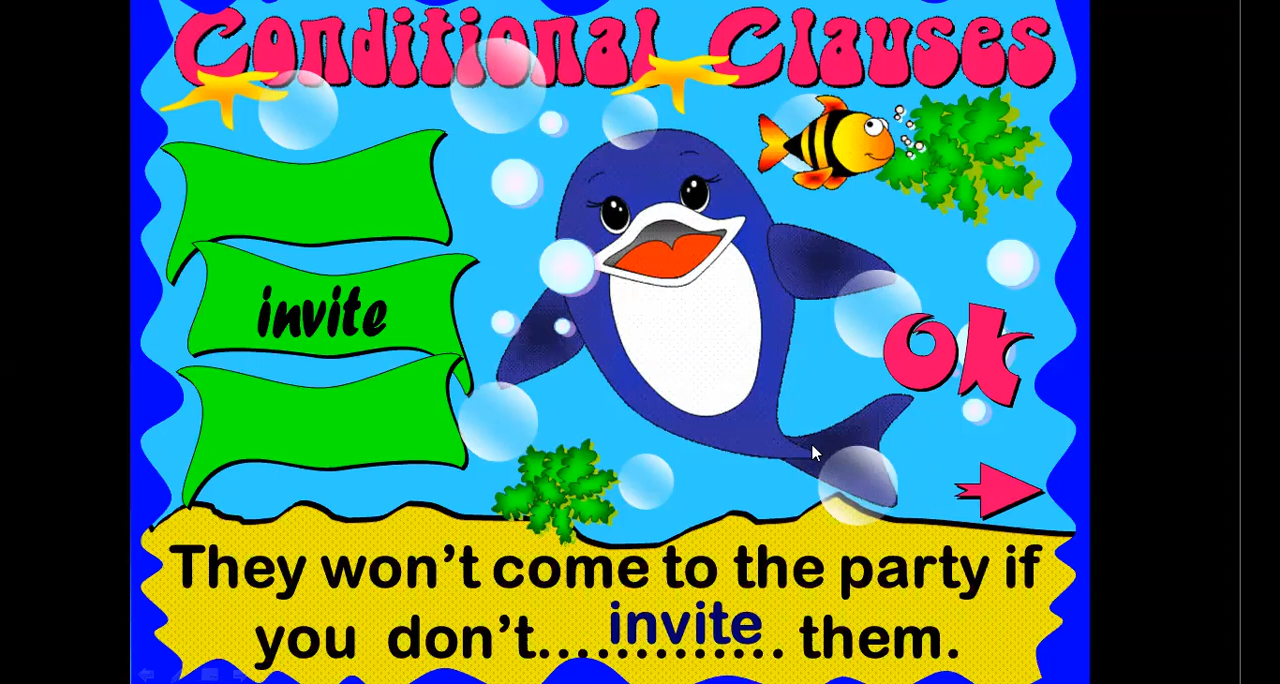 Conditional Clauses
invite
ok
They won't come to the party if
you don't.....invite..... them.